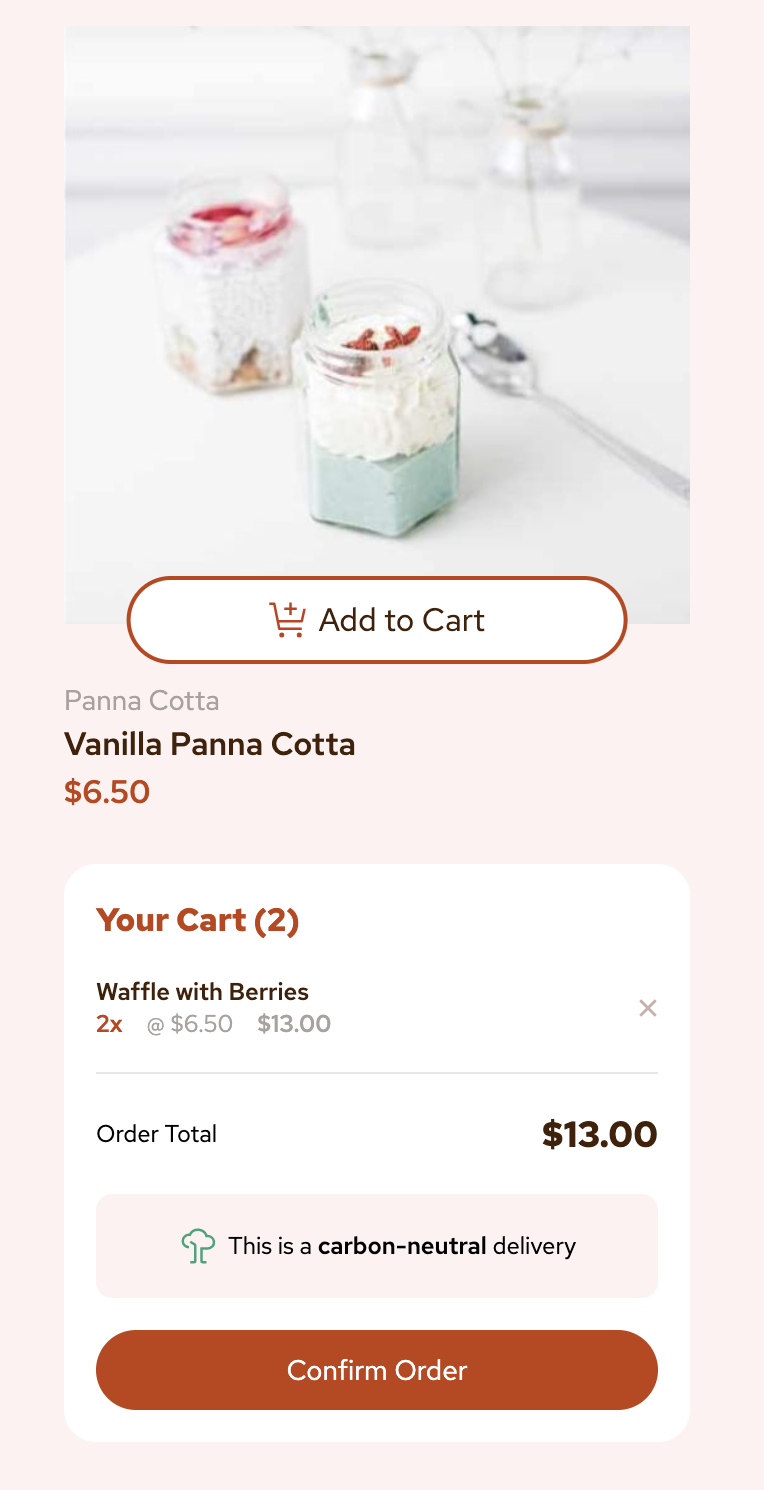 Add to Cart
Panna Cotta
Vanilla Panna Cotta
$6.50
Your Cart (2)
Waffle with Berries
2x @ $6.50 $13.00
Order Total $13.00
This is a carbon-neutral delivery
Confirm Order